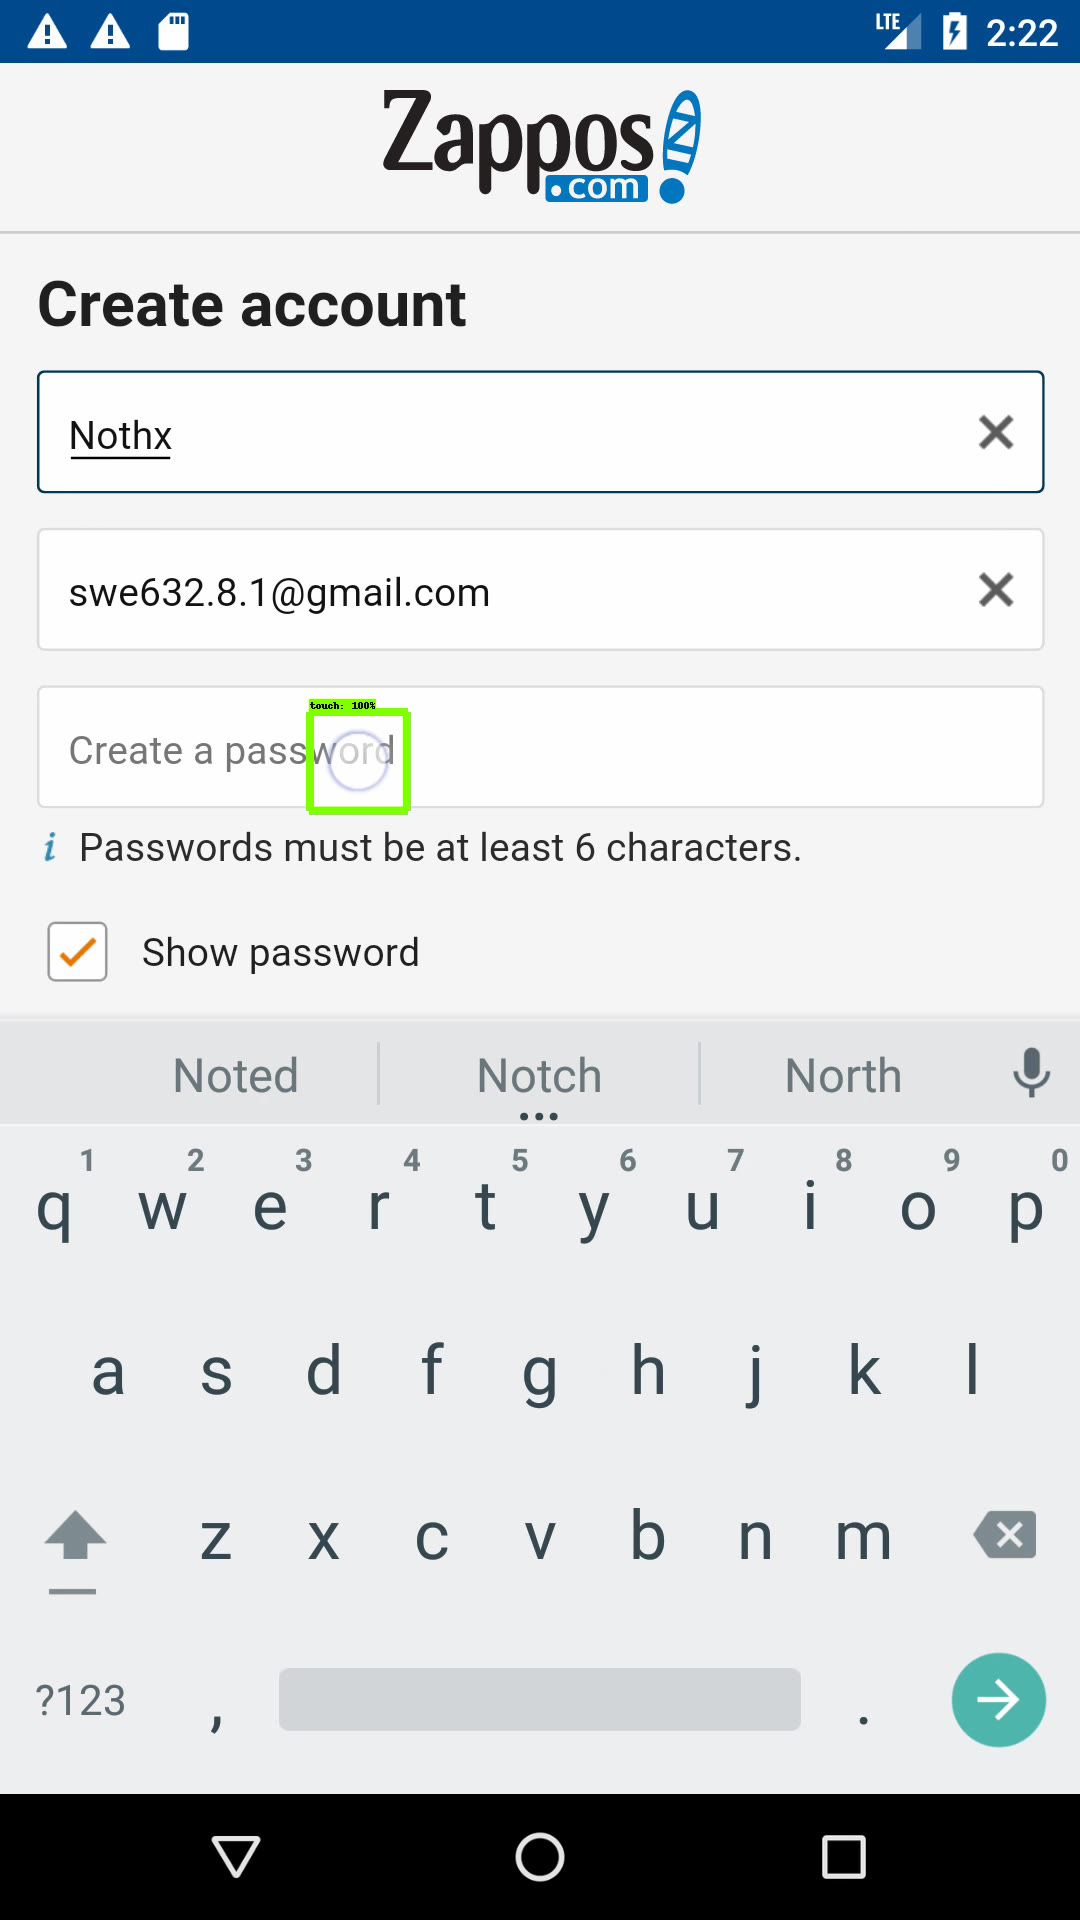 LTE 2:22
Zappos
.com
Create account
Nothx
swe632.8.1@gmail.com
touch: 100%
Create a password
i Passwords must be at least 6 characters.
Show password
Noted Notch North
1 2 3 4 5 6 7 8 9 0
q w e r t y u i o p
a s d f g h j k l
z x c v b n m
?123 , .